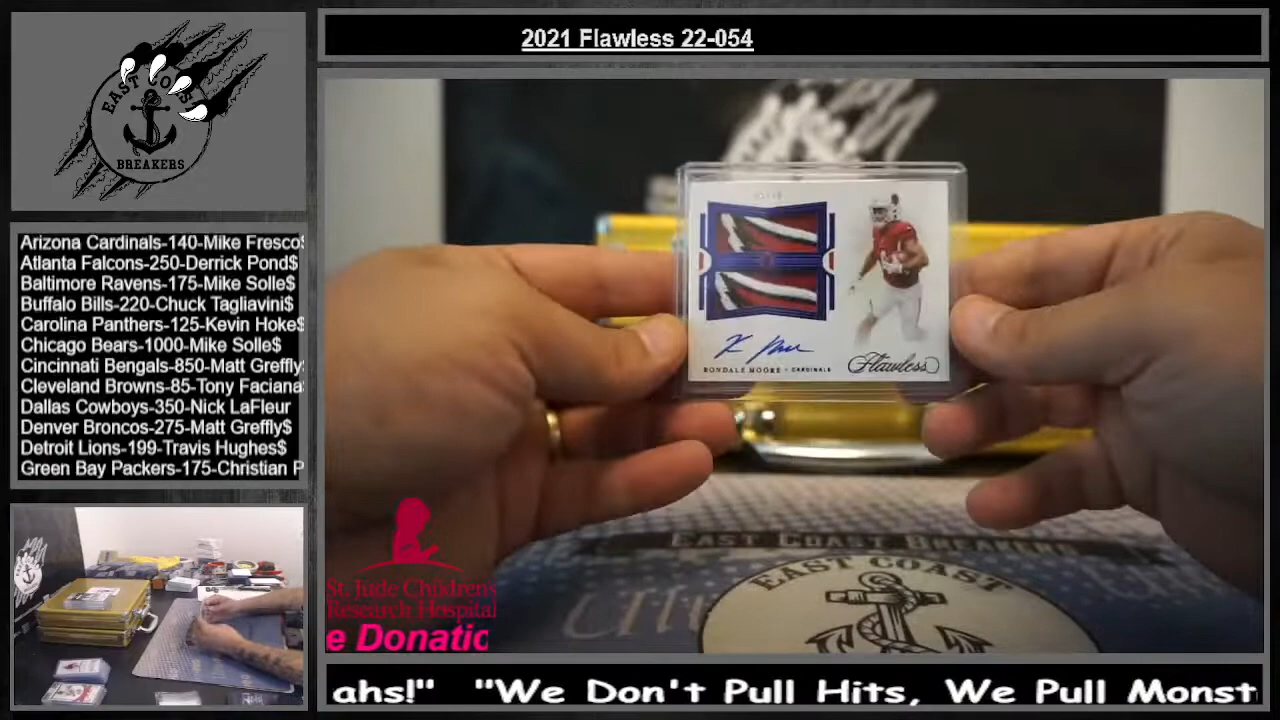 2021 Flawless 22-054
EAST COAST
BREAKERS
Arizona Cardinals-140-Mike Fresco$
Atlanta Falcons-250-Derrick Pond$
Baltimore Ravens-175-Mike Solle$
Buffalo Bills-220-Chuck Tagliavini$
Carolina Panthers-125-Kevin Hoke$
Chicago Bears-1000-Mike Solle$
Cincinnati Bengals-850-Matt Greffly$
Cleveland Browns-85-Tony Faciana
Dallas Cowboys-350-Nick LaFleur
Denver Broncos-275-Matt Greffly$
Detroit Lions-199-Travis Hughes$
Green Bay Packers-175-Christian P
RONDALE MOORE - CARDINALS
Flawless
EAST COAST BREAKERS
EAST COAST
St. Jude Children's
Research Hospital
e Donatic
ahs!" "We Don't Pull Hits, We Pull Monst